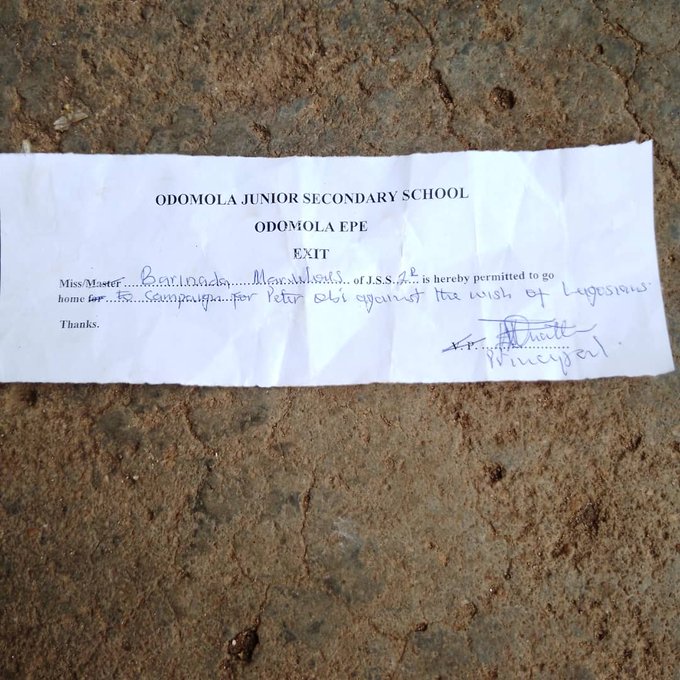 ODOMOLA JUNIOR SECONDARY SCHOOL
ODOMOLA EPE
EXIT
Miss/Master Barinada of J.S.S. is hereby permitted to go
home for to campaign for Peter Obi against the wish of Lagosians
Thanks.
V.P.
Principal